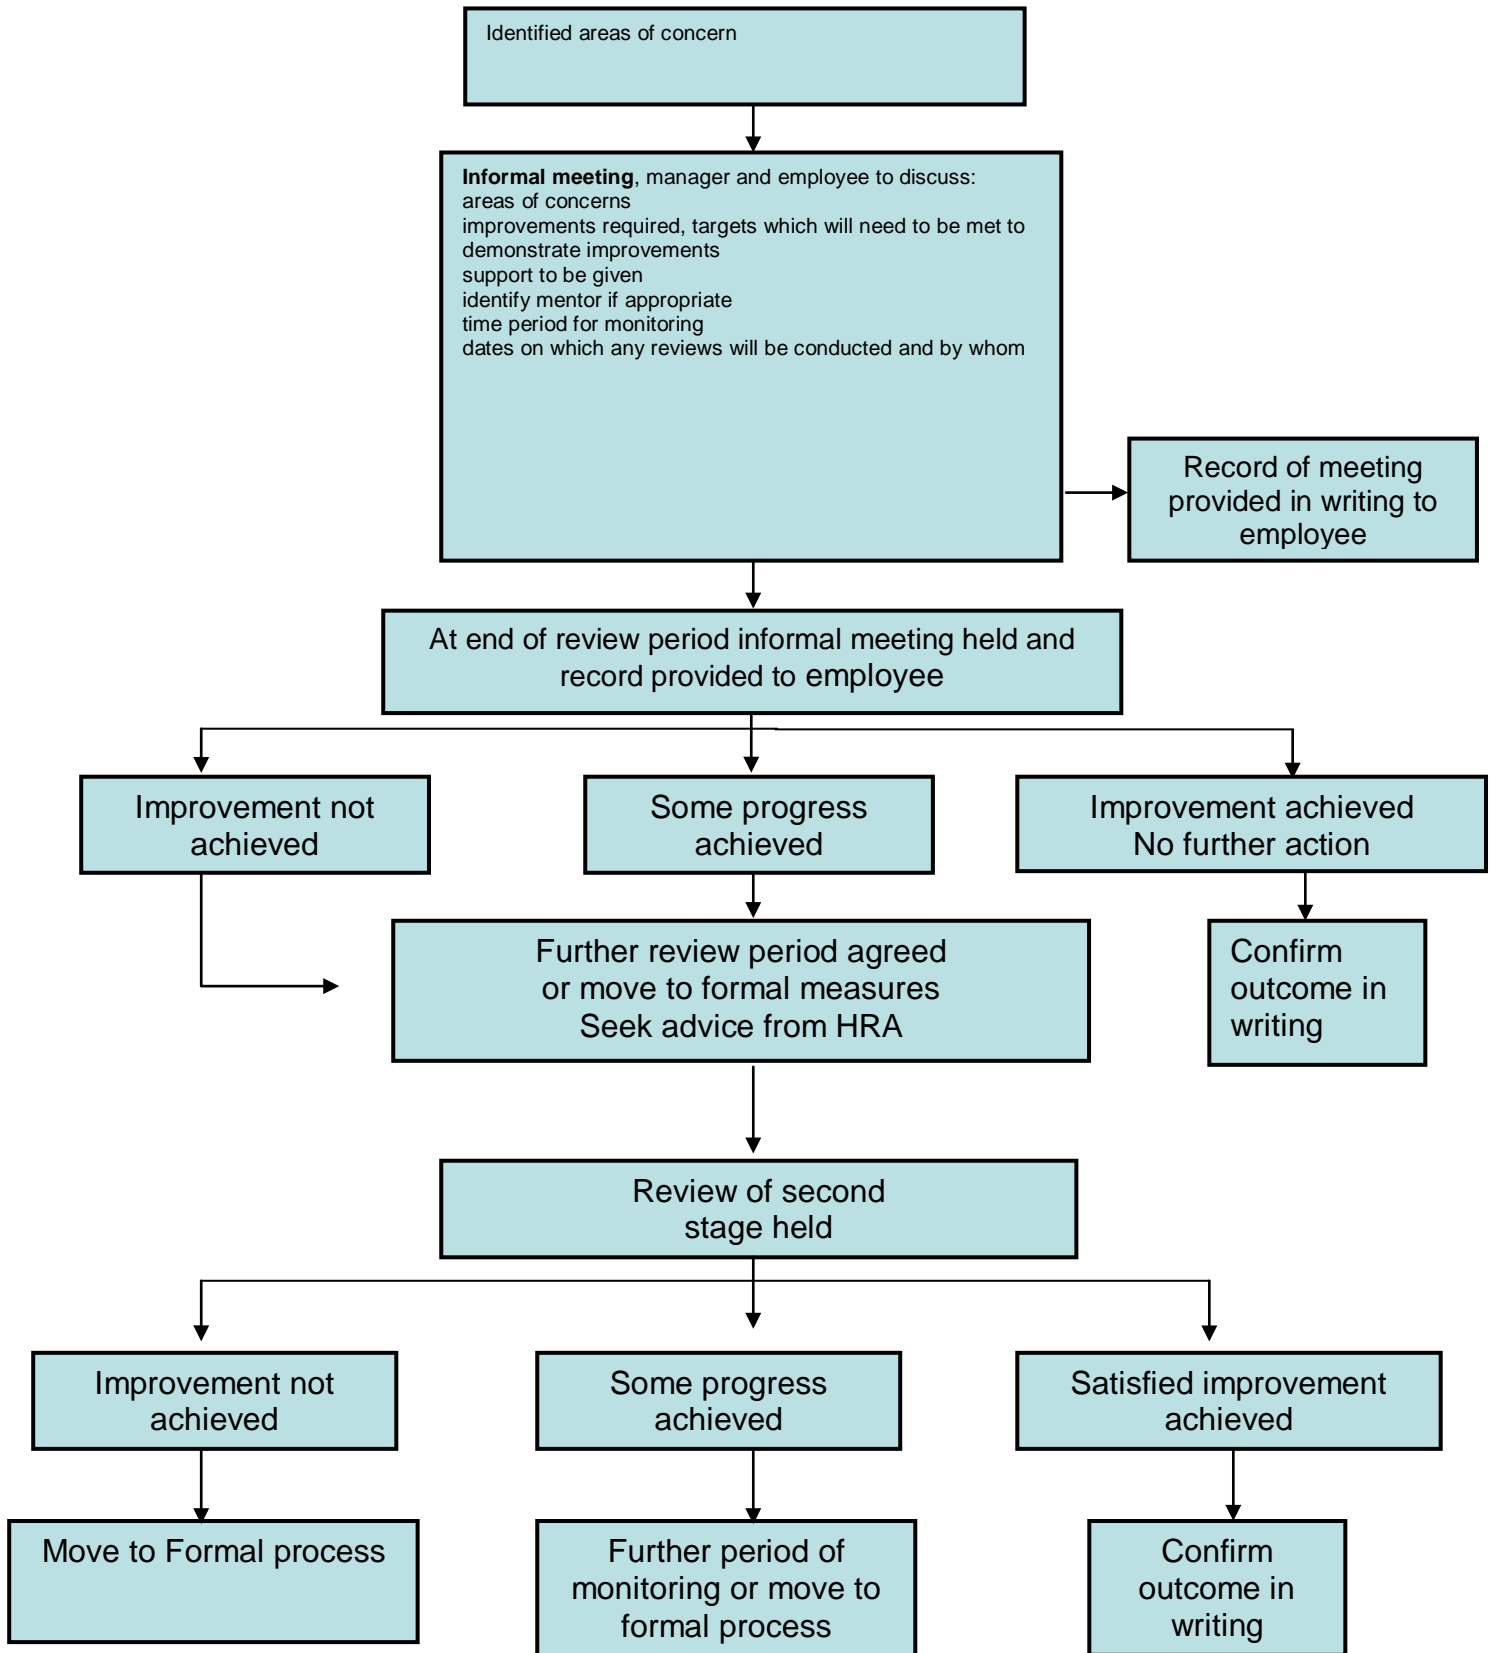 Identified areas of concern
Informal meeting, manager and employee to discuss:
areas of concerns
improvements required, targets which will need to be met to
demonstrate improvements
support to be given
identify mentor if appropriate
time period for monitoring
dates on which any reviews will be conducted and by whom
Record of meeting
provided in writing to
employee
At end of review period informal meeting held and
record provided to employee
Improvement not
achieved
Some progress
achieved
Improvement achieved
No further action
Further review period agreed
or move to formal measures
Seek advice from HRA
Confirm
outcome in
writing
Review of second
stage held
Improvement not
achieved
Some progress
achieved
Satisfied improvement
achieved
Move to Formal process
Further period of
monitoring or move to
formal process
Confirm
outcome in
writing